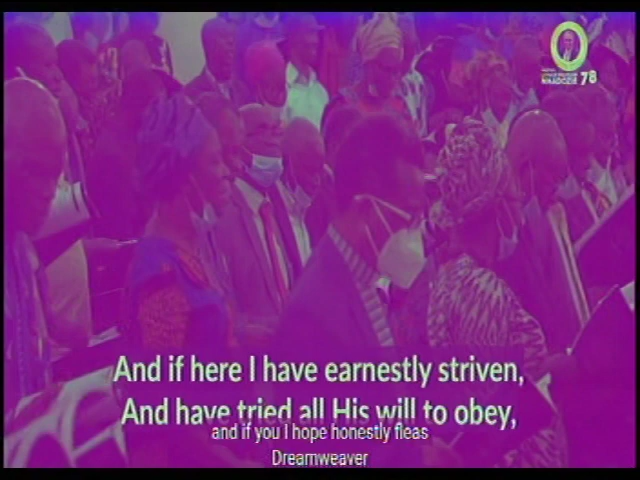 78
And if here I have earnestly striven,
And have tried all His will to obey,
and if you I hope honestly fleas
Dreamweaver